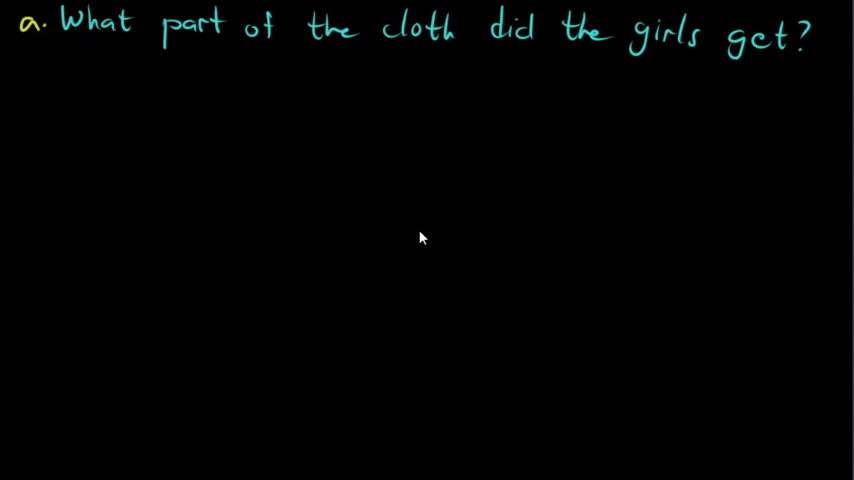 a. What part of the cloth did the girls get?